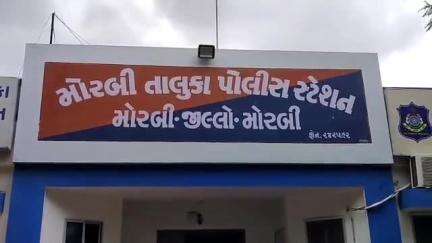 મોરબી તાલુકા પોલીસ સ્ટેશન
મોરબી·જીલ્લો·મોરબી